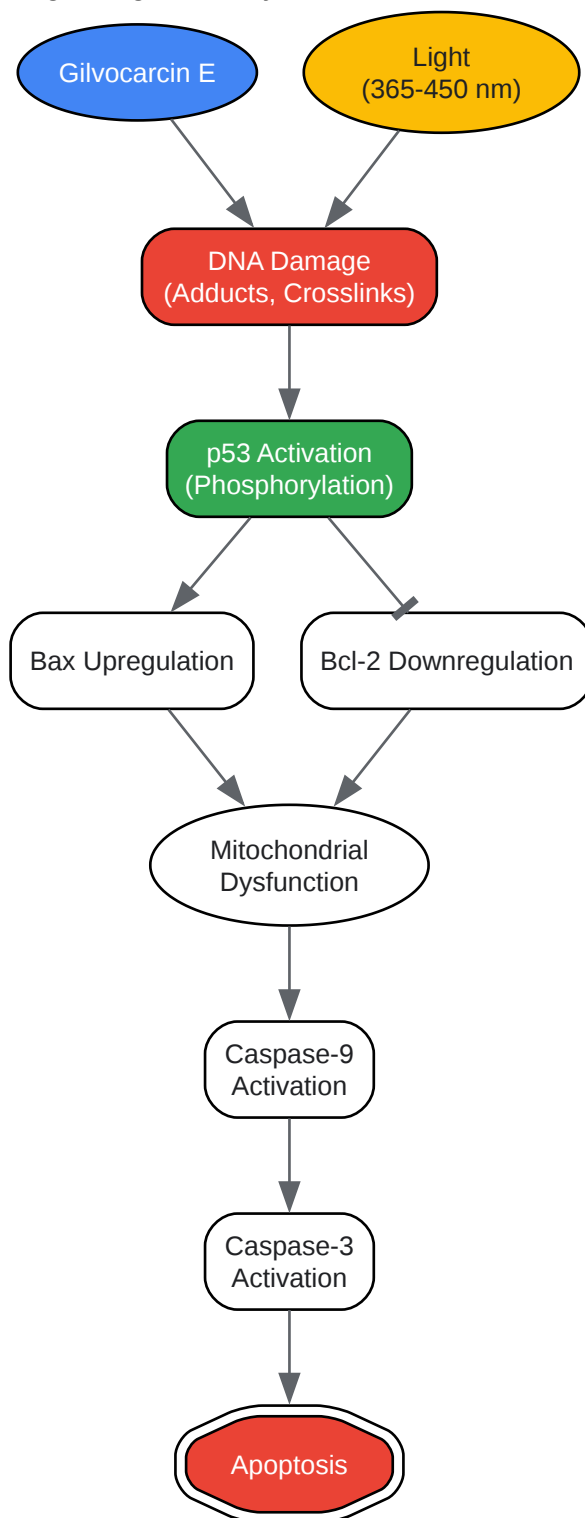 Gilvocarcin E
Light
(365-450 nm)
DNA Damage
(Adducts, Crosslinks)
p53 Activation
(Phosphorylation)
Bax Upregulation
Bcl-2 Downregulation
Mitochondrial
Dysfunction
Caspase-9
Activation
Caspase-3
Activation
Apoptosis